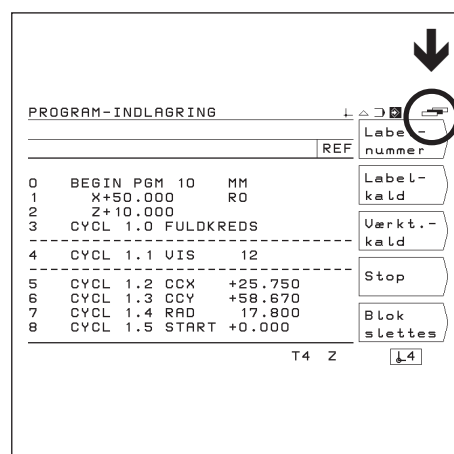 PROGRAM-INDLAGRING
REF
0 BEGIN PGM 10 MM
1 X+50.000 R0
2 Z+10.000
3 CYCL 1.0 FULDKREDS
4 CYCL 1.1 VIS 12
5 CYCL 1.2 CCX +25.750
6 CYCL 1.3 CCY +58.670
7 CYCL 1.4 RAD 17.800
8 CYCL 1.5 START +0.000
T4 Z
Label-
nummer
Label-
kald
Værkt.-
kald
Stop
Blok
slettes
4